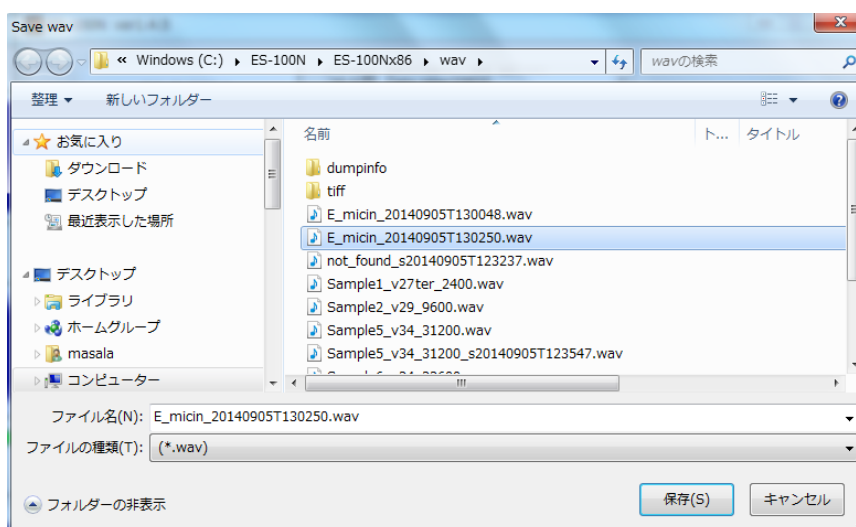 Save wav
« Windows (C:) ▸ ES-100N ▸ ES-100Nx86 ▸ wav ▸
wavの検索
整理 ▼ 新しいフォルダー
お気に入り
ダウンロード
デスクトップ
最近表示した場所
デスクトップ
ライブラリ
ホームグループ
masala
コンピューター
名前 ト... タイトル
dumpinfo
tiff
E_micin_20140905T130048.wav
E_micin_20140905T130250.wav
not_found_s20140905T123237.wav
Sample1_v27ter_2400.wav
Sample2_v29_9600.wav
Sample5_v34_31200.wav
Sample5_v34_31200_s20140905T123547.wav
ファイル名(N): E_micin_20140905T130250.wav
ファイルの種類(T): (*.wav)
フォルダーの非表示
保存(S) キャンセル